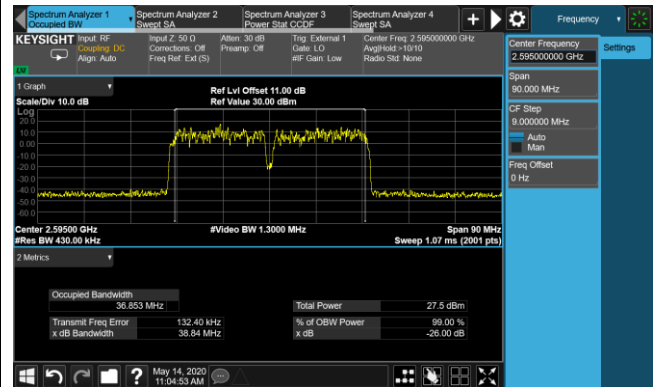 Spectrum Analyzer 1
Occupied BW
Spectrum Analyzer 2
Swept SA
Spectrum Analyzer 3
Power Stat CCDF
Spectrum Analyzer 4
Swept SA
Frequency
KEYSIGHT
Input: RF
Coupling: DC
Align: Auto
Input Z: 50 Ω
Corrections: Off
Freq Ref: Ext (S)
Atten: 30 dB
Preamp: Off
Trig: External 1
Gate: LO
#IF Gain: Low
Center Freq: 2.595000000 GHz
Avg|Hold:>10/10
Radio Std: None
LXI
Center Frequency
2.595000000 GHz
Settings
Span
90.000 MHz
CF Step
9.000000 MHz
Auto
Man
Freq Offset
0 Hz
1 Graph
Scale/Div 10.0 dB
Ref Lvl Offset 11.00 dB
Ref Value 30.00 dBm
Log
20.0
10.0
0.00
-10.0
-20.0
-30.0
-40.0
-50.0
-60.0
Center 2.59500 GHz
#Res BW 430.00 kHz
#Video BW 1.3000 MHz
Span 90 MHz
Sweep 1.07 ms (2001 pts)
2 Metrics
Occupied Bandwidth
36.853 MHz
Total Power 27.5 dBm
Transmit Freq Error 132.40 kHz
% of OBW Power 99.00 %
x dB Bandwidth 38.84 MHz
x dB -26.00 dB
?
May 14, 2020
11:04:53 AM